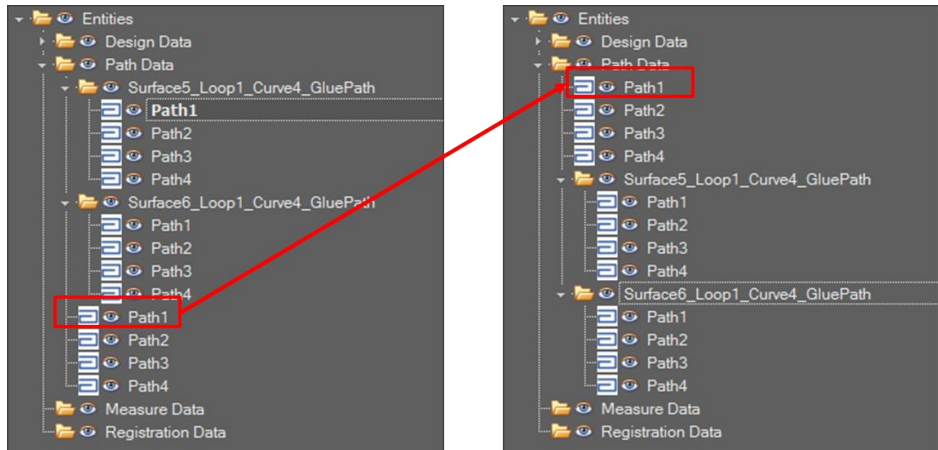 Entities
Design Data
Path Data
Surface5_Loop1_Curve4_GluePath
Path1
Path2
Path3
Path4
Surface6_Loop1_Curve4_GluePath
Path1
Path2
Path3
Path4
Path1
Path2
Path3
Path4
Measure Data
Registration Data
Entities
Design Data
Path Data
Path1
Path2
Path3
Path4
Surface5_Loop1_Curve4_GluePath
Path1
Path2
Path3
Path4
Surface6_Loop1_Curve4_GluePath
Path1
Path2
Path3
Path4
Measure Data
Registration Data